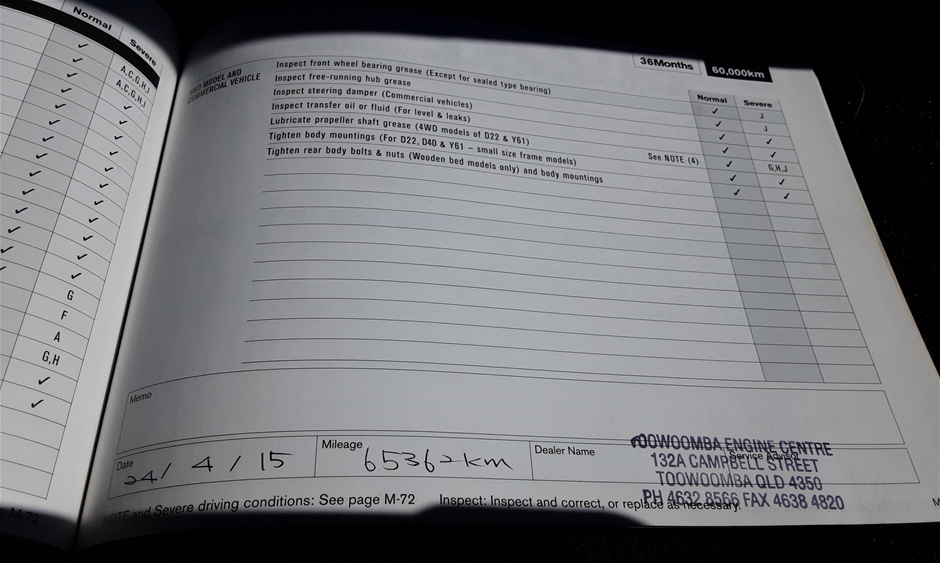 Normal
Severe
A,C,G,H,J
A,C,G,H,J
G
F
A
G,H
36Months
60,000km
4WD MODEL AND
COMMERCIAL VEHICLE
Normal
Severe
Inspect front wheel bearing grease (Except for sealed type bearing)
✓ J
Inspect free-running hub grease
✓ J
Inspect steering damper (Commercial vehicles)
✓ ✓
Inspect transfer oil or fluid (For level & leaks)
✓ ✓
Lubricate propeller shaft grease (4WD models of D22 & Y61)
See NOTE (4) ✓ G,H,J
Tighten body mountings (For D22, D40 & Y61 – small size frame models)
✓ ✓
Tighten rear body bolts & nuts (Wooden bed models only) and body mountings
✓ ✓
Memo
Date
24/ 4 / 15
Mileage
65362km
Dealer Name
Service Advisor
TOOWOOMBA ENGINE CENTRE
132A CAMPBELL STREET
TOOWOOMBA QLD 4350
PH 4632 8566 FAX 4638 4820
NOTE and Severe driving conditions: See page M-72
Inspect: Inspect and correct, or replace as necessary.
M-72